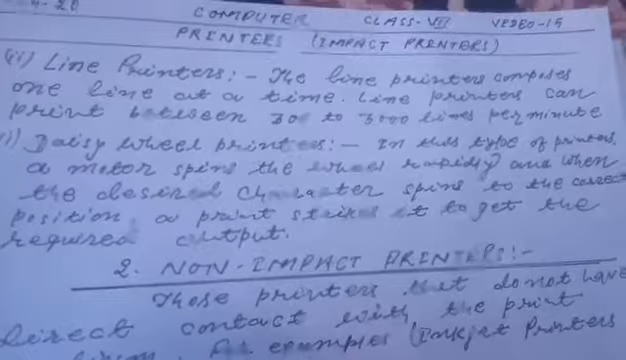 COMPUTER CLASS-VII VEDEO-15
PRINTERS (IMPACT PRINTERS)
(ii) Line Printers:- The line printers composes
one line at a time. Line printers can
print between 300 to 3000 lines per minute
Daisy wheel printers:- In this type of printers,
a motor spins the wheel rapidly and when
the desired character spins to the correct
position, a print strikes it to get the
required output.
2. NON-IMPACT PRINTERS:-
Those printers that do not have
direct contact with the print
For examples (Inkjet Printers